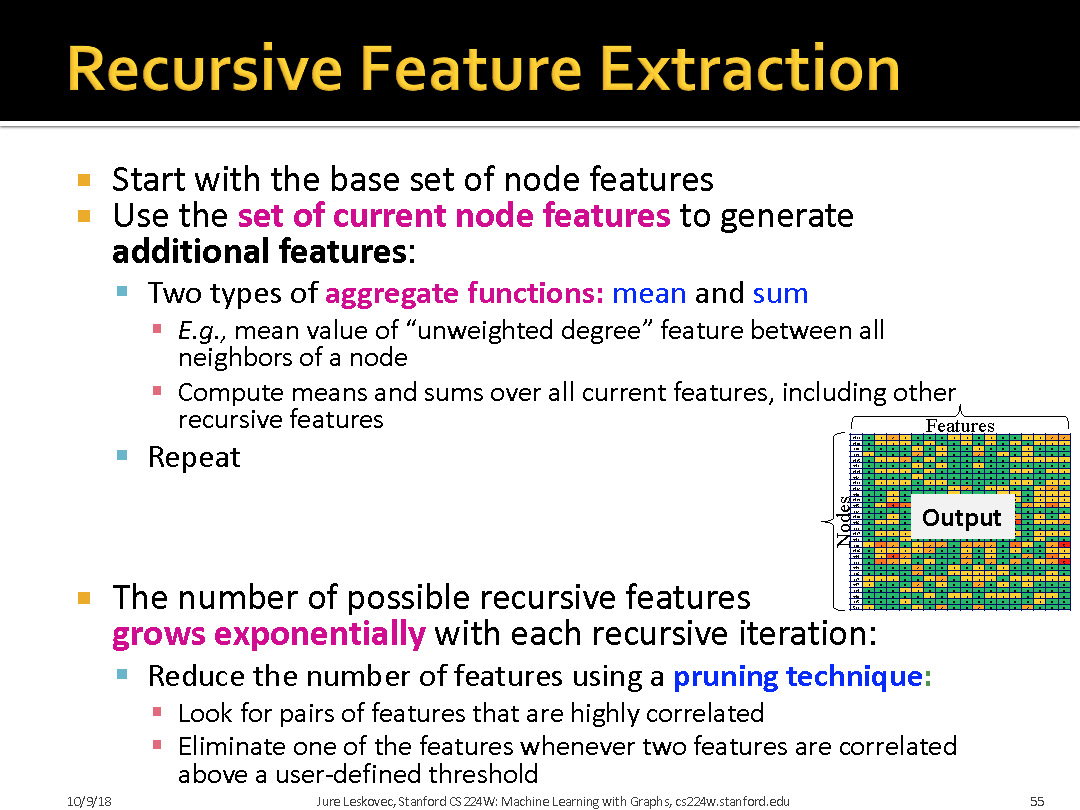 Recursive Feature Extraction
Start with the base set of node features
Use the set of current node features to generate
additional features:
Two types of aggregate functions: mean and sum
E.g., mean value of “unweighted degree” feature between all
neighbors of a node
Compute means and sums over all current features, including other
recursive features
Repeat
Features
Nodes
Output
The number of possible recursive features
grows exponentially with each recursive iteration:
Reduce the number of features using a pruning technique:
Look for pairs of features that are highly correlated
Eliminate one of the features whenever two features are correlated
above a user-defined threshold
10/9/18
Jure Leskovec, Stanford CS224W: Machine Learning with Graphs, cs224w.stanford.edu
55